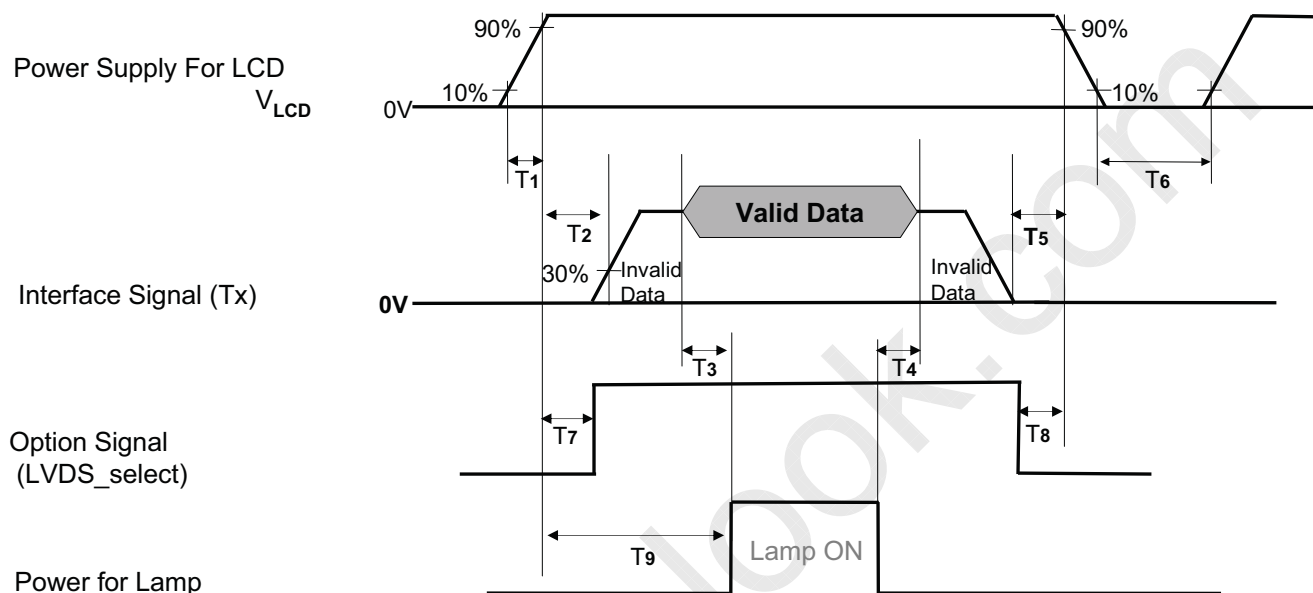 90%
90%
Power Supply For LCD
VLCD
10%
0V
10%
T1
T6
Valid Data
T2
T5
30%
Invalid
Data
Invalid
Data
Interface Signal (Tx)
0V
T3
T4
T7
T8
Option Signal
(LVDS_select)
T9
Lamp ON
Power for Lamp
look.com